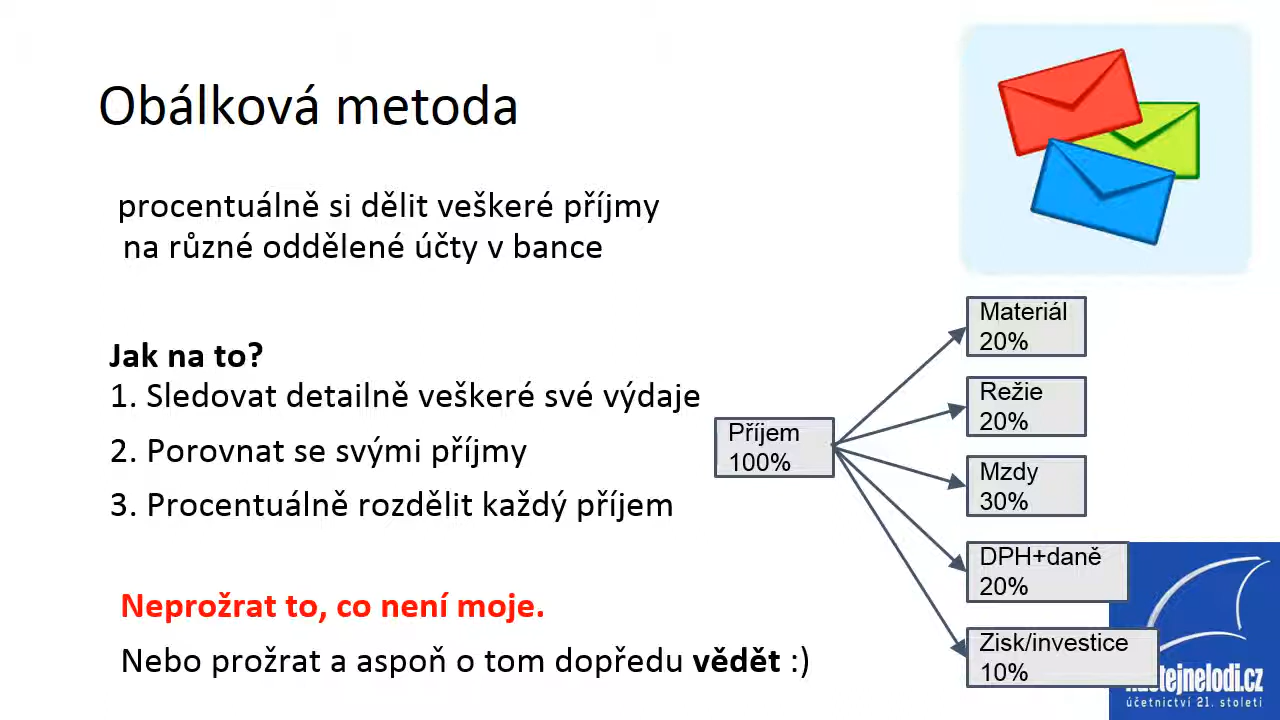 Obálková metoda
procentuálně si dělit veškeré příjmy
na různé oddělené účty v bance
Jak na to?
1. Sledovat detailně veškeré své výdaje
2. Porovnat se svými příjmy
3. Procentuálně rozdělit každý příjem
Neprožrat to, co není moje.
Nebo prožrat a aspoň o tom dopředu vědět :)
Příjem
100%
Materiál
20%
Režie
20%
Mzdy
30%
DPH+daně
20%
Zisk/investice
10%
účetnictví 21. století